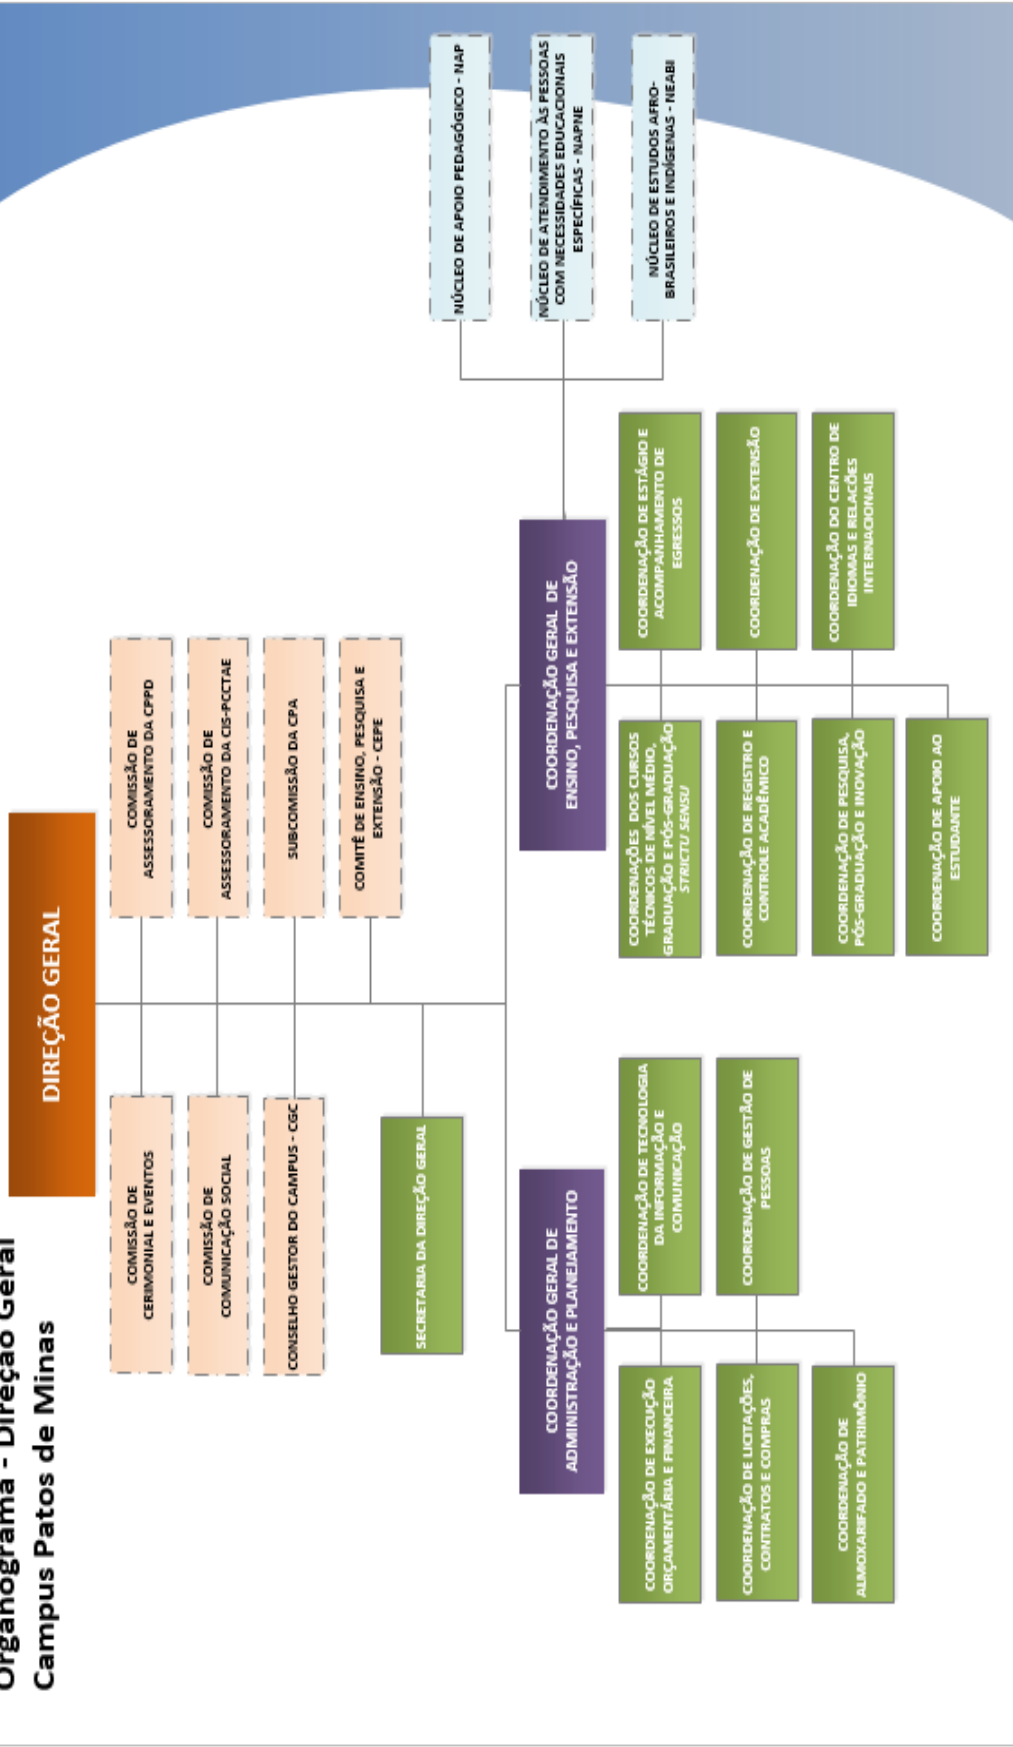 Organograma - Direção Geral
Campus Patos de Minas
DIREÇÃO GERAL
COMISSÃO DE
CERIMONIAL E EVENTOS
COMISSÃO DE
ASSESSORAMENTO DA CPPD
COMISSÃO DE
COMUNICAÇÃO SOCIAL
COMISSÃO DE
ASSESSORAMENTO DA CIS-PCCTAE
CONSELHO GESTOR DO CAMPUS - CGC
SUBCOMISSÃO DA CPA
COMITÊ DE ENSINO, PESQUISA E
EXTENSÃO - CEPE
SECRETARIA DA DIREÇÃO GERAL
COORDENAÇÃO GERAL DE
ADMINISTRAÇÃO E PLANEJAMENTO
COORDENAÇÃO GERAL DE
ENSINO, PESQUISA E EXTENSÃO
NÚCLEO DE APOIO PEDAGÓGICO - NAP
NÚCLEO DE ATENDIMENTO ÀS PESSOAS
COM NECESSIDADES EDUCACIONAIS
ESPECÍFICAS - NAPNE
NÚCLEO DE ESTUDOS AFRO-
BRASILEIROS E INDÍGENAS - NEABI
COORDENAÇÃO DE EXECUÇÃO
ORÇAMENTÁRIA E FINANCEIRA
COORDENAÇÃO DE TECNOLOGIA
DA INFORMAÇÃO E
COMUNICAÇÃO
COORDENAÇÃO DE LICITAÇÕES,
CONTRATOS E COMPRAS
COORDENAÇÃO DE GESTÃO DE
PESSOAS
COORDENAÇÃO DE
ALMOXARIFADO E PATRIMÔNIO
COORDENAÇÕES DOS CURSOS
TÉCNICOS DE NÍVEL MÉDIO,
GRADUAÇÃO E PÓS-GRADUAÇÃO
STRICTU SENSU
COORDENAÇÃO DE ESTÁGIO E
ACOMPANHAMENTO DE
EGRESSOS
COORDENAÇÃO DE REGISTRO E
CONTROLE ACADÊMICO
COORDENAÇÃO DE EXTENSÃO
COORDENAÇÃO DE PESQUISA,
PÓS-GRADUAÇÃO E INOVAÇÃO
COORDENAÇÃO DO CENTRO DE
IDIOMAS E RELACÕES
INTERNACIONAIS
COORDENAÇÃO DE APOIO AO
ESTUDANTE